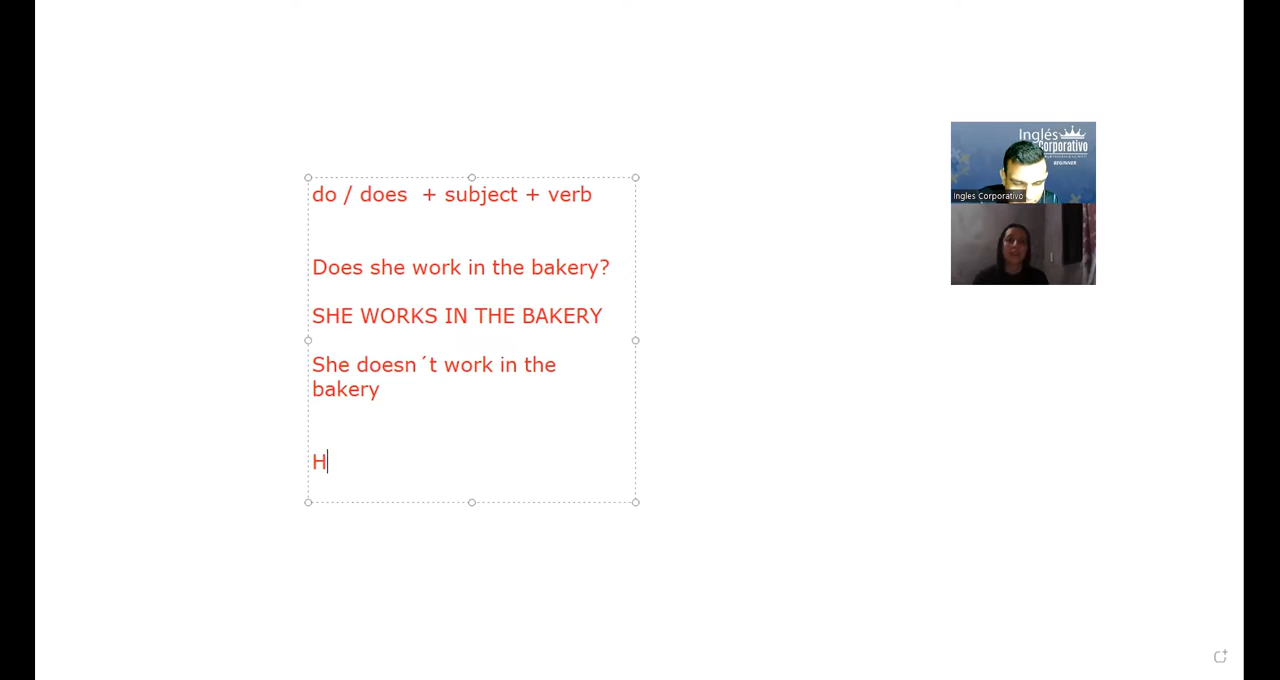 do / does  + subject + verb
Does she work in the bakery?
SHE WORKS IN THE BAKERY
She doesn´t work in the
bakery
H
Inglés
Corporativo
BEGINNER
Ingles Corporativo